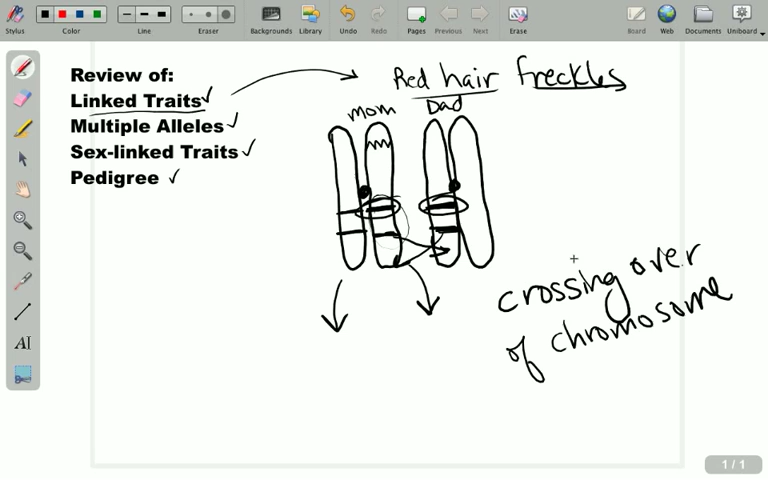 Stylus
Color
Line
Eraser
Backgrounds
Library
Undo
Redo
Pages
Previous
Next
Erase
Board
Web
Documents
Uniboard
Review of:
Linked Traits
Multiple Alleles
Sex-linked Traits
Pedigree
Red hair freckles
mom Dad
crossing over
of chromosome
AI
1 / 1